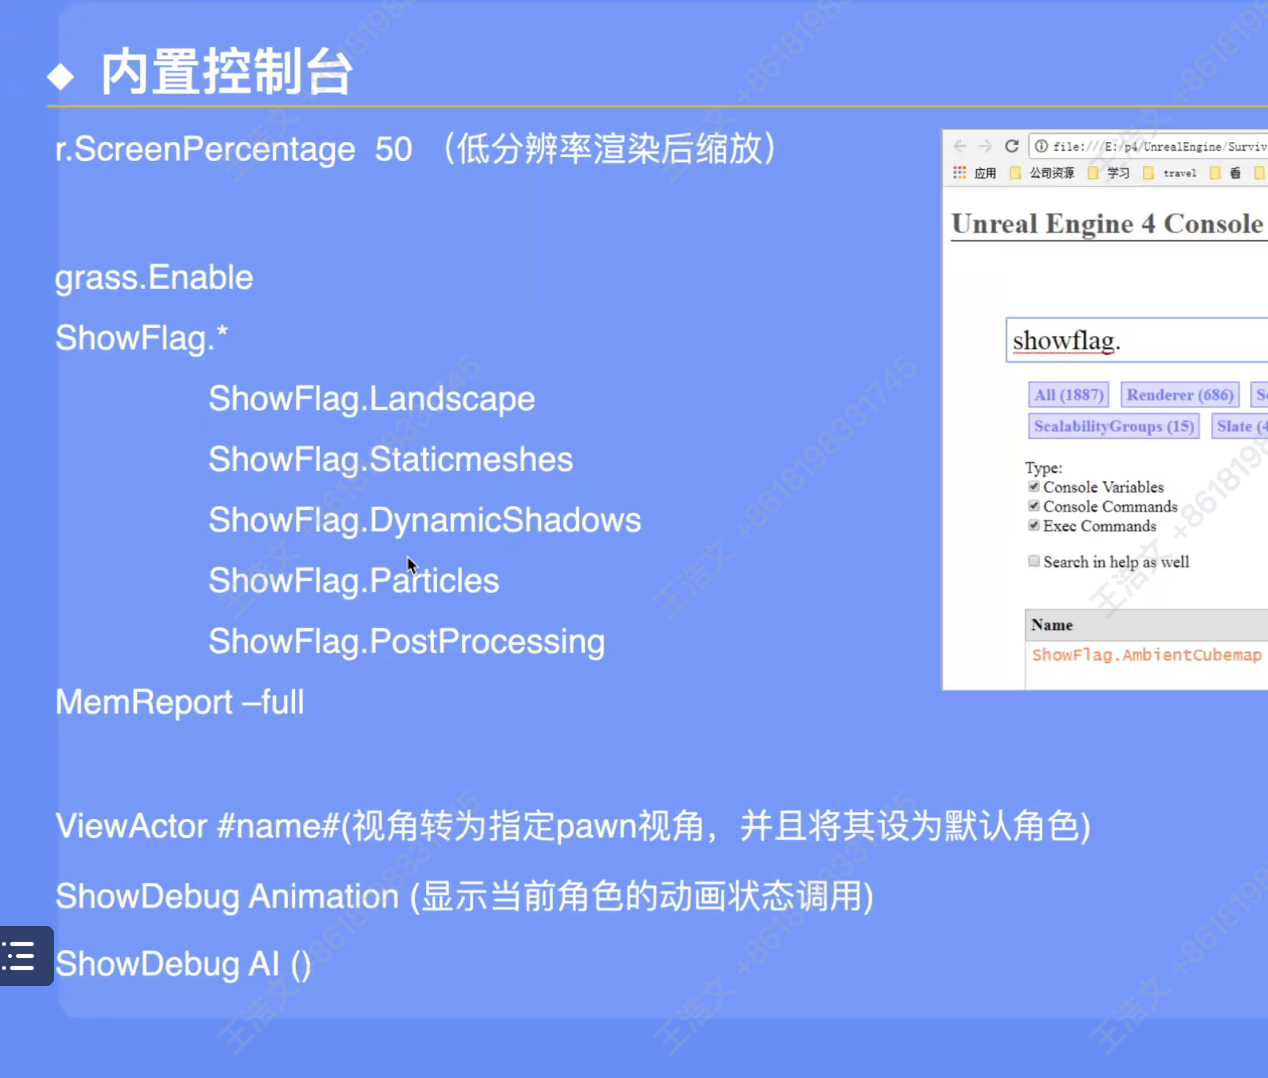 ◆ 内置控制台
r.ScreenPercentage 50 （低分辨率渲染后缩放）
grass.Enable
ShowFlag.*
ShowFlag.Landscape
ShowFlag.Staticmeshes
ShowFlag.DynamicShadows
ShowFlag.Particles
ShowFlag.PostProcessing
MemReport –full
ViewActor #name#(视角转为指定pawn视角，并且将其设为默认角色)
ShowDebug Animation (显示当前角色的动画状态调用)
ShowDebug AI ()
file:///E:/p4/UnrealEngine/Surviv
应用 公司资源 学习 travel 看
Unreal Engine 4 Console
showflag.
All (1887) Renderer (686) S
ScalabilityGroups (15) Slate (4
Type:
Console Variables
Console Commands
Exec Commands
Search in help as well
Name
ShowFlag.AmbientCubemap
王浩文 +8618198331745